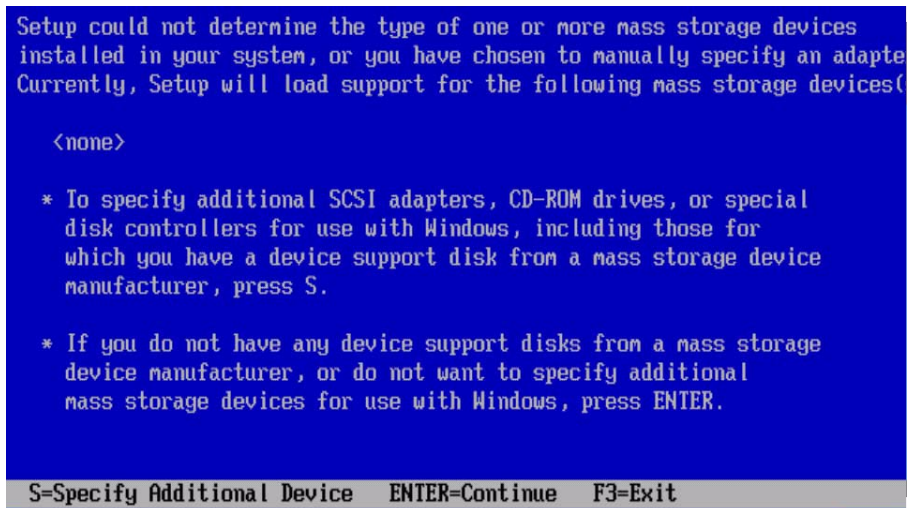 Setup could not determine the type of one or more mass storage devices
installed in your system, or you have chosen to manually specify an adapte
Currently, Setup will load support for the following mass storage devices(
<none>
* To specify additional SCSI adapters, CD-ROM drives, or special
disk controllers for use with Windows, including those for
which you have a device support disk from a mass storage device
manufacturer, press S.
* If you do not have any device support disks from a mass storage
device manufacturer, or do not want to specify additional
mass storage devices for use with Windows, press ENTER.
S=Specify Additional Device ENTER=Continue F3=Exit